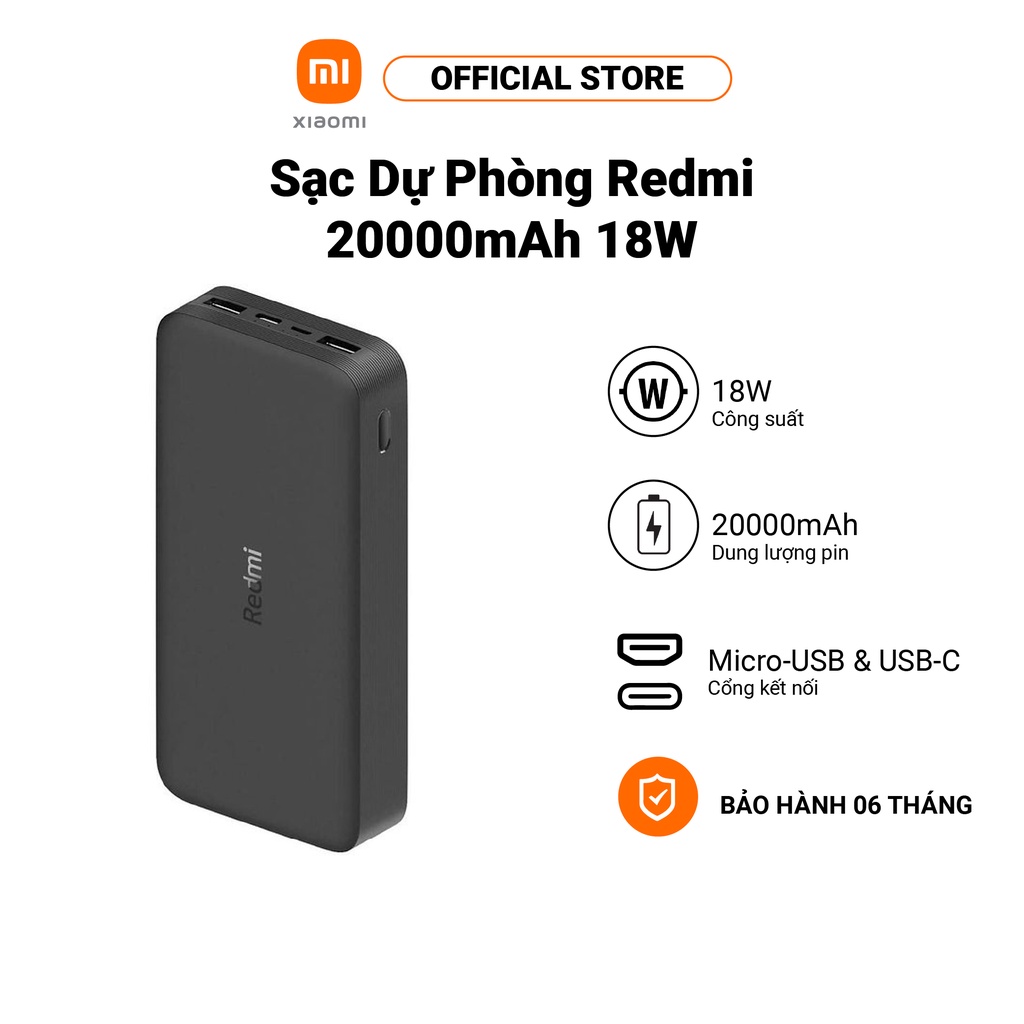 mi
xiaomi
OFFICIAL STORE
Sạc Dự Phòng Redmi
20000mAh 18W
Redmi
W
18W
Công suất
20000mAh
Dung lượng pin
Micro-USB & USB-C
Cổng kết nối
BẢO HÀNH 06 THÁNG